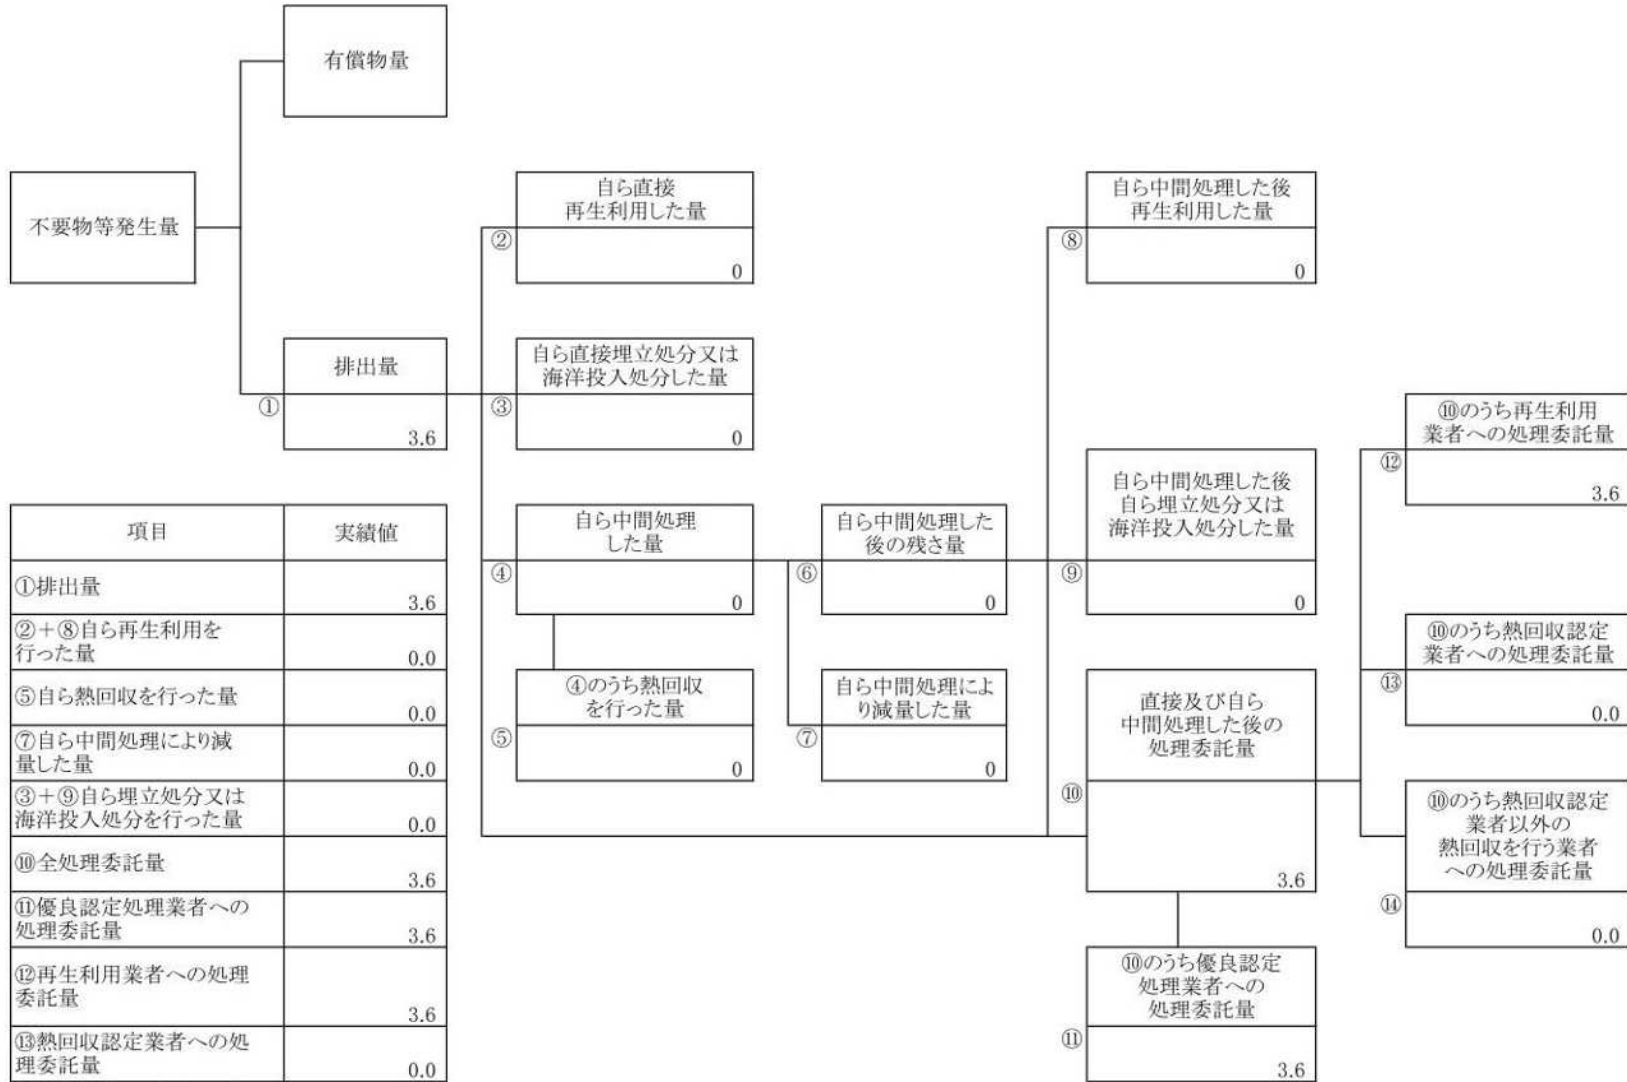 有償物量
不要物等発生量
自ら直接
再生利用した量
②
0
自ら中間処理した後
再生利用した量
⑧
0
排出量
①
3.6
自ら直接埋立処分又は
海洋投入処分した量
③
0
⑩のうち再生利用
業者への処理委託量
⑫
3.6
自ら中間処理した後
自ら埋立処分又は
海洋投入処分した量
⑨
0
自ら中間処理
した量
④
0
自ら中間処理した
後の残さ量
⑥
0
⑩のうち熱回収認定
業者への処理委託量
⑬
0.0
④のうち熱回収
を行った量
⑤
0
自ら中間処理によ
り減量した量
⑦
0
直接及び自ら
中間処理した後の
処理委託量
⑩
3.6
⑩のうち熱回収認定
業者以外の
熱回収を行う業者
への処理委託量
⑭
0.0
⑩のうち優良認定
処理業者への
処理委託量
⑪
3.6
項目 実績値
①排出量
3.6
②+⑧自ら再生利用を
行った量
0.0
⑤自ら熱回収を行った量
0.0
⑦自ら中間処理により減
量した量
0.0
③+⑨自ら埋立処分又は
海洋投入処分を行った量
0.0
⑩全処理委託量
3.6
⑪優良認定処理業者への
処理委託量
3.6
⑫再生利用業者への処理
委託量
3.6
⑬熱回収認定業者への処
理委託量
0.0